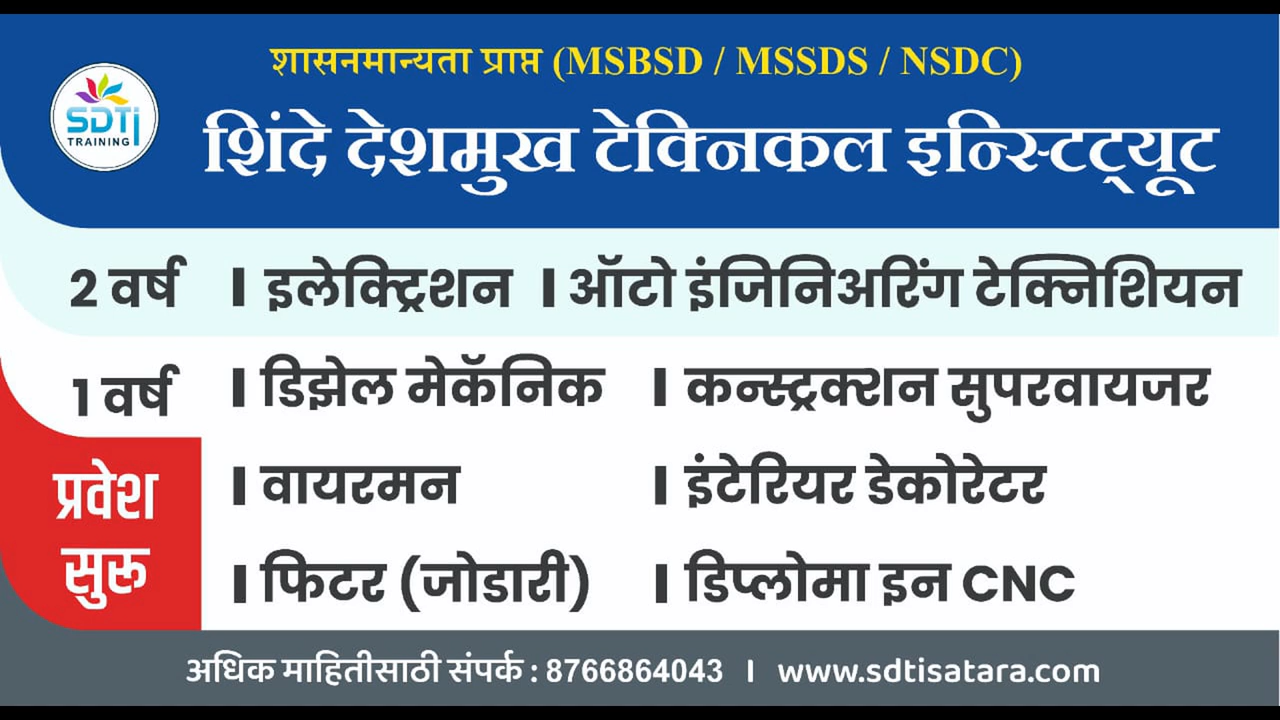 शासनमान्यता प्राप्त (MSBSD / MSSDS / NSDC)
SDTi
TRAINING
शिंदे देशमुख टेक्निकल इन्स्टिट्यूट
2 वर्ष । इलेक्ट्रिशन । ऑटो इंजिनिअरिंग टेक्निशियन
1 वर्ष । डिझेल मेकॅनिक । कन्स्ट्रक्शन सुपरवायजर
। वायरमन । इंटेरियर डेकोरेटर
। फिटर (जोडारी) । डिप्लोमा इन CNC
प्रवेश
सुरू
अधिक माहितीसाठी संपर्क : 8766864043 । www.sdtisatara.com